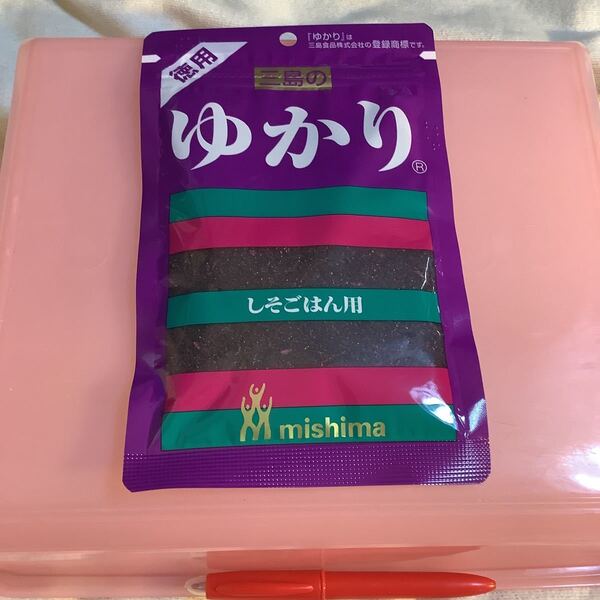 『ゆかり』は
三島食品株式会社の登録商標です。
徳用
三島の
ゆかり®
しそごはん用
mishima